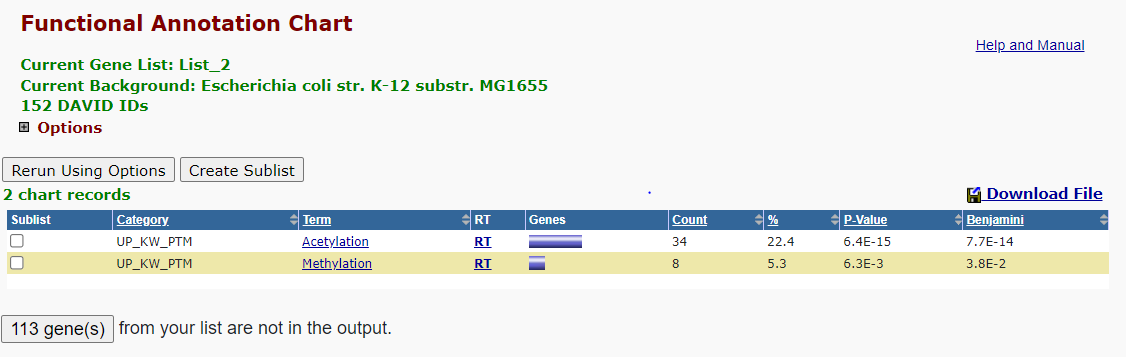 Functional Annotation Chart
Help and Manual
Current Gene List: List_2
Current Background: Escherichia coli str. K-12 substr. MG1655
152 DAVID IDs
Options
Rerun Using Options Create Sublist
2 chart records Download File
Sublist Category Term RT Genes Count % P-Value Benjamini
UP_KW_PTM Acetylation RT 34 22.4 6.4E-15 7.7E-14
UP_KW_PTM Methylation RT 8 5.3 6.3E-3 3.8E-2
113 gene(s) from your list are not in the output.